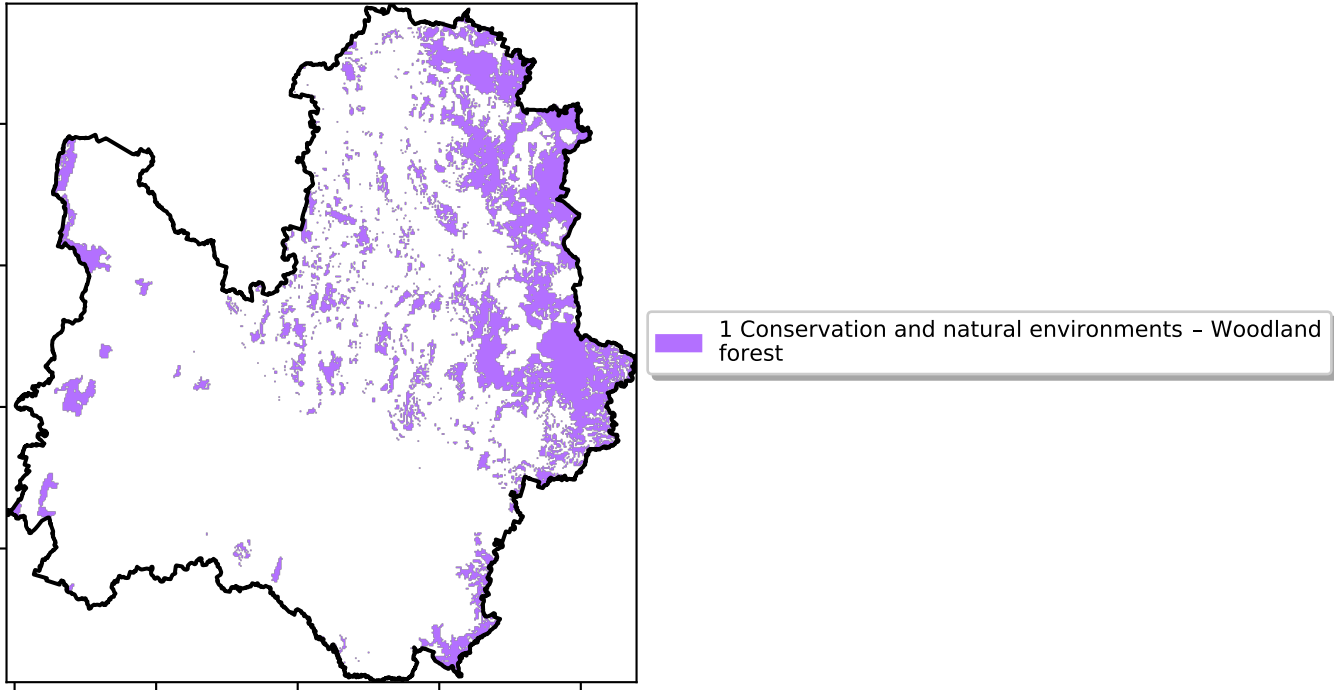 1 Conservation and natural environments – Woodland
forest